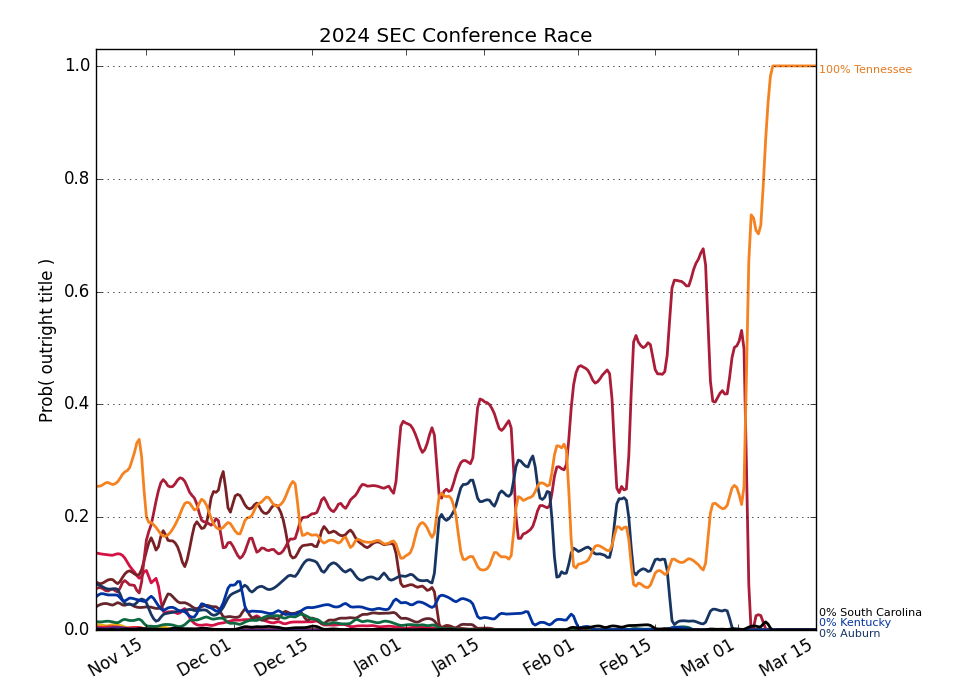 2024 SEC Conference Race
1.0
100% Tennessee
0.8
0.6
Prob( outright title )
0.4
0.2
0% South Carolina
0% Kentucky
0.0
0% Auburn
Nov 15
Dec 01
Dec 15
Jan 01
Jan 15
Feb 01
Feb 15
Mar 01
Mar 15